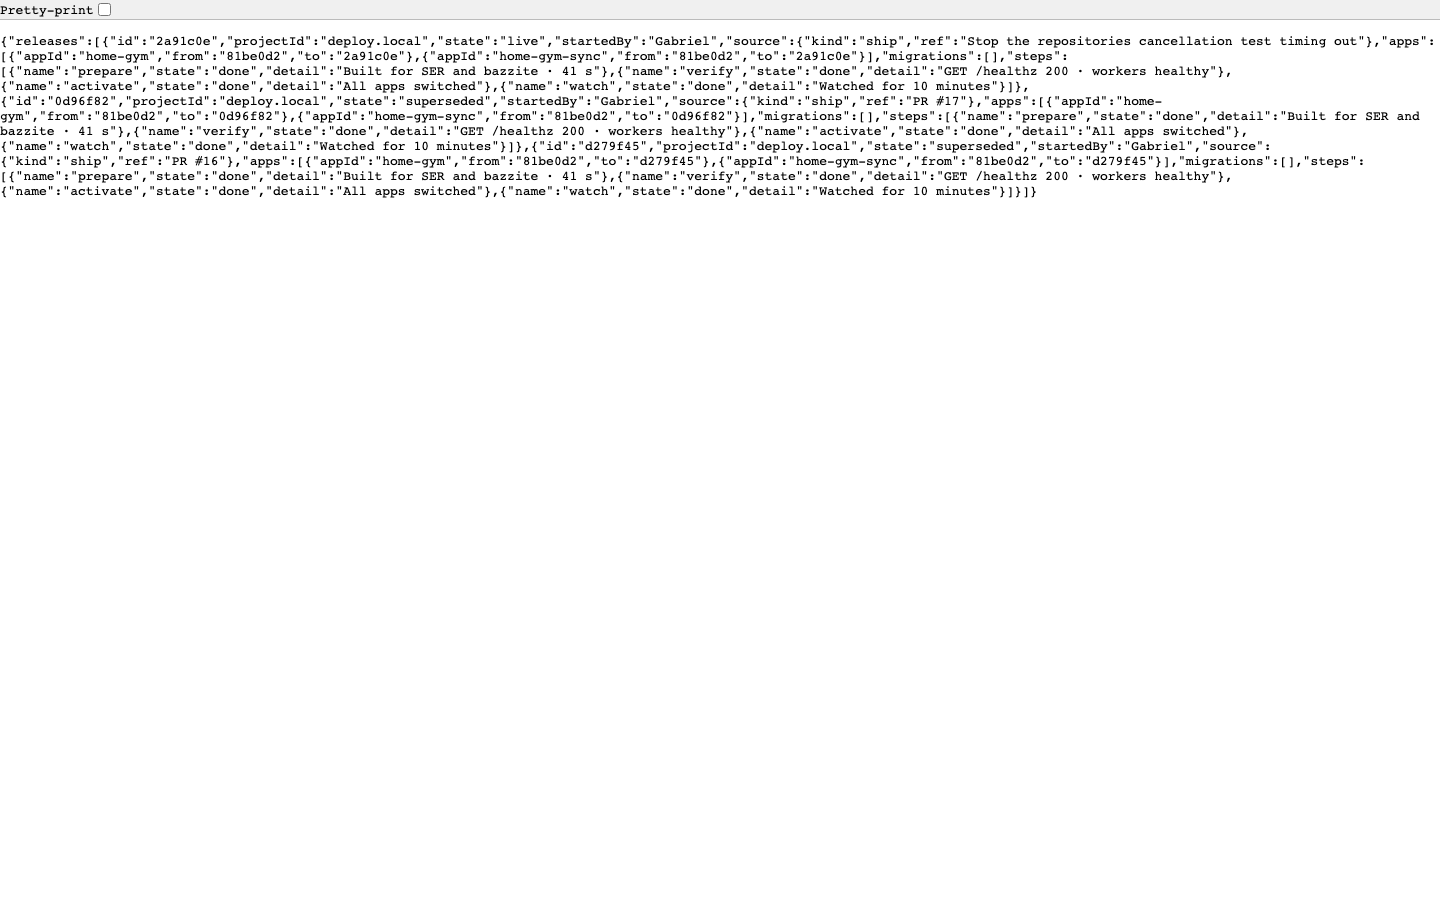 Pretty-print
{"releases":[{"id":"2a91c0e","projectId":"deploy.local","state":"live","startedBy":"Gabriel","source":{"kind":"ship","ref":"Stop the repositories cancellation test timing out"},"apps":
[{"appId":"home-gym","from":"81be0d2","to":"2a91c0e"},{"appId":"home-gym-sync","from":"81be0d2","to":"2a91c0e"}],"migrations":[],"steps":
[{"name":"prepare","state":"done","detail":"Built for SER and bazzite · 41 s"},{"name":"verify","state":"done","detail":"GET /healthz 200 · workers healthy"},
{"name":"activate","state":"done","detail":"All apps switched"},{"name":"watch","state":"done","detail":"Watched for 10 minutes"}]},
{"id":"0d96f82","projectId":"deploy.local","state":"superseded","startedBy":"Gabriel","source":{"kind":"ship","ref":"PR #17"},"apps":[{"appId":"home-
gym","from":"81be0d2","to":"0d96f82"},{"appId":"home-gym-sync","from":"81be0d2","to":"0d96f82"}],"migrations":[],"steps":[{"name":"prepare","state":"done","detail":"Built for SER and
bazzite · 41 s"},{"name":"verify","state":"done","detail":"GET /healthz 200 · workers healthy"},{"name":"activate","state":"done","detail":"All apps switched"},
{"name":"watch","state":"done","detail":"Watched for 10 minutes"}]},{"id":"d279f45","projectId":"deploy.local","state":"superseded","startedBy":"Gabriel","source":
{"kind":"ship","ref":"PR #16"},"apps":[{"appId":"home-gym","from":"81be0d2","to":"d279f45"},{"appId":"home-gym-sync","from":"81be0d2","to":"d279f45"}],"migrations":[],"steps":
[{"name":"prepare","state":"done","detail":"Built for SER and bazzite · 41 s"},{"name":"verify","state":"done","detail":"GET /healthz 200 · workers healthy"},
{"name":"activate","state":"done","detail":"All apps switched"},{"name":"watch","state":"done","detail":"Watched for 10 minutes"}]}]}